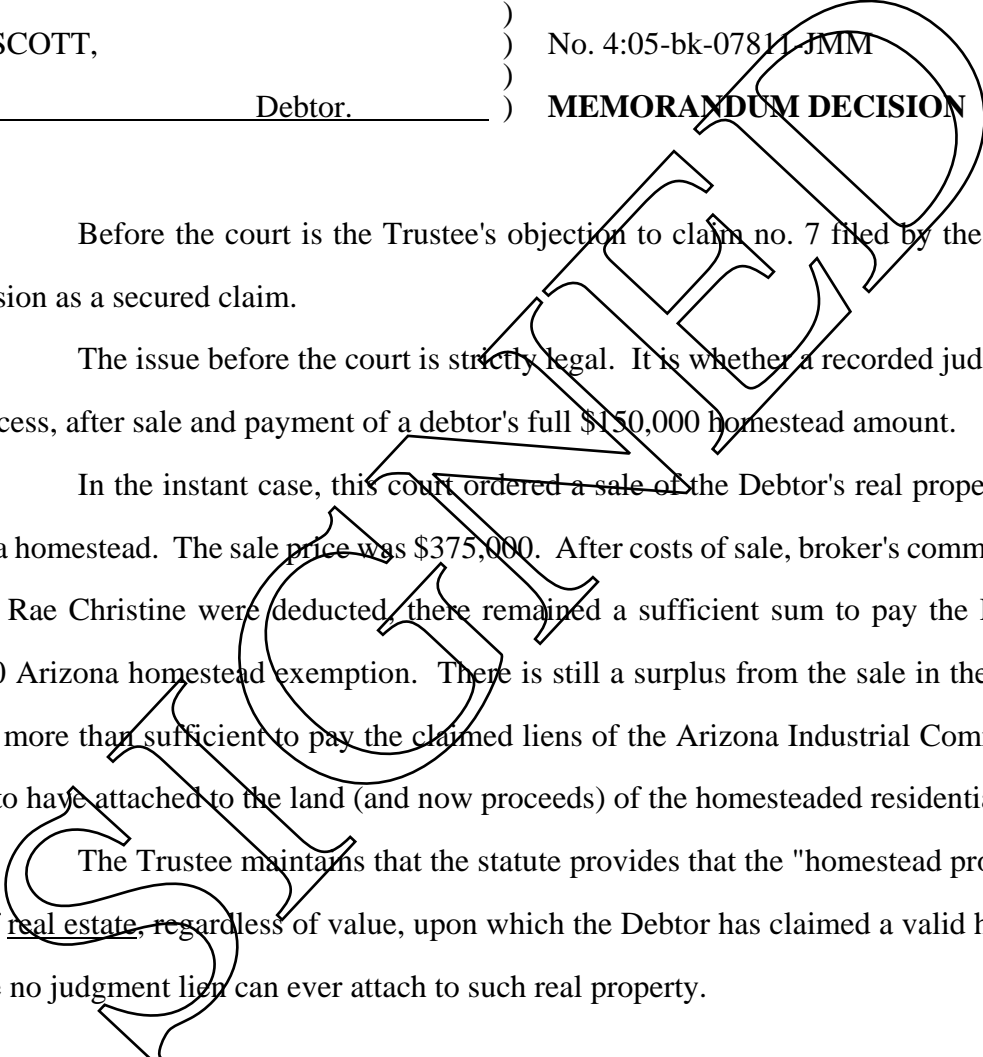 SCOTT,
)
) No. 4:05-bk-07811-JMM
)
Debtor. ) MEMORANDUM DECISION
Before the court is the Trustee's objection to claim no. 7 filed by the
sion as a secured claim.
The issue before the court is strictly legal. It is whether a recorded jud
cess, after sale and payment of a debtor's full $150,000 homestead amount.
In the instant case, this court ordered a sale of the Debtor's real prope
a homestead. The sale price was $375,000. After costs of sale, broker's comm
Rae Christine were deducted, there remained a sufficient sum to pay the
0 Arizona homestead exemption. There is still a surplus from the sale in the
more than sufficient to pay the claimed liens of the Arizona Industrial Com
to have attached to the land (and now proceeds) of the homesteaded residenti
The Trustee maintains that the statute provides that the "homestead pro
real estate, regardless of value, upon which the Debtor has claimed a valid h
no judgment lien can ever attach to such real property.
SIGNED